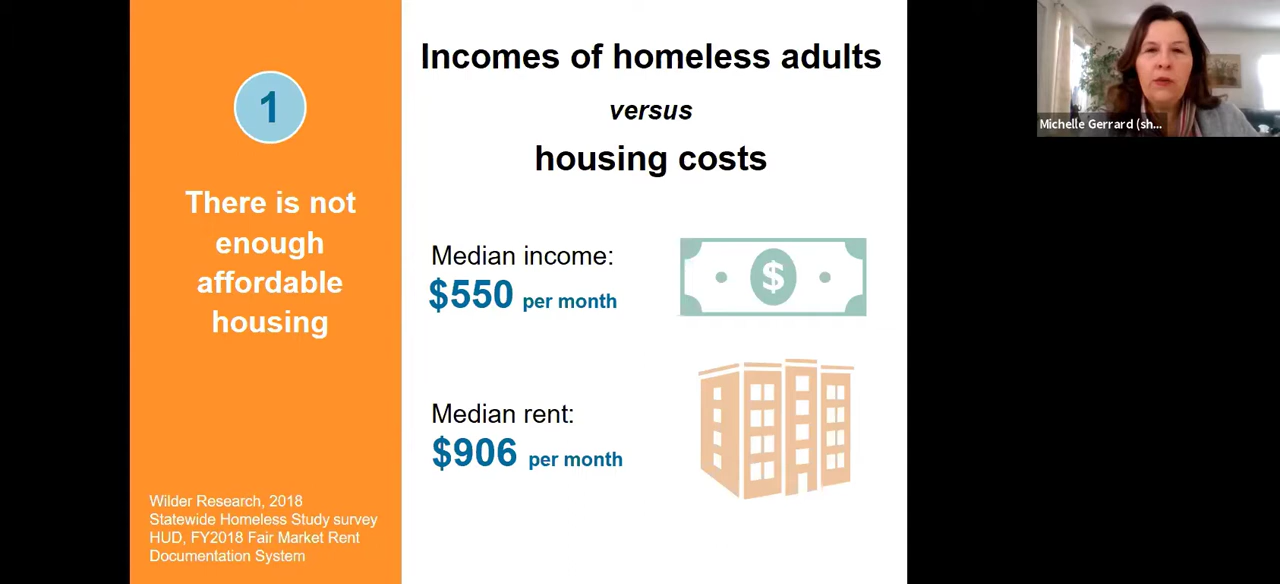 1
There is not
enough
affordable
housing
Wilder Research, 2018
Statewide Homeless Study survey
HUD, FY2018 Fair Market Rent
Documentation System
Incomes of homeless adults
versus
housing costs
Median income:
$550 per month
$
Median rent:
$906 per month
Michelle Gerrard (sh...